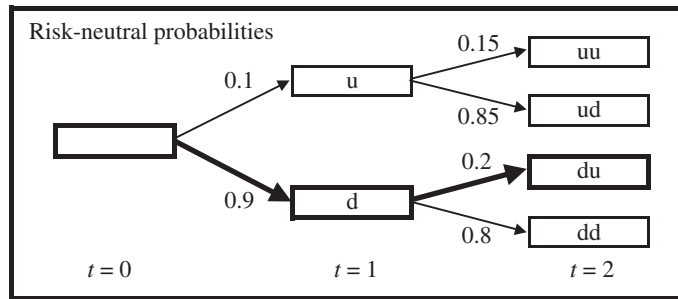 Risk-neutral probabilities
0.15
uu
0.1
u
0.85
ud
0.2
du
0.9
d
0.8
dd
t = 0
t = 1
t = 2